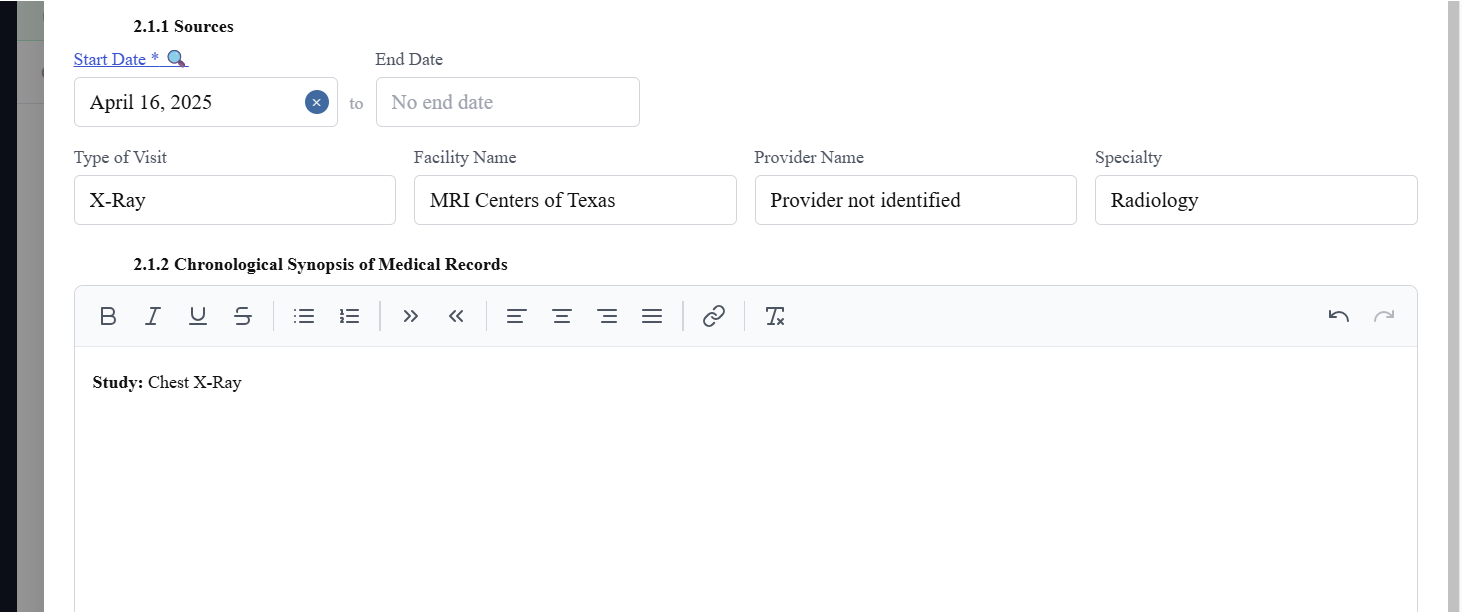 2.1.1 Sources
Start Date *
End Date
April 16, 2025
to
No end date
Type of Visit
Facility Name
Provider Name
Specialty
X-Ray
MRI Centers of Texas
Provider not identified
Radiology
2.1.2 Chronological Synopsis of Medical Records
Study: Chest X-Ray